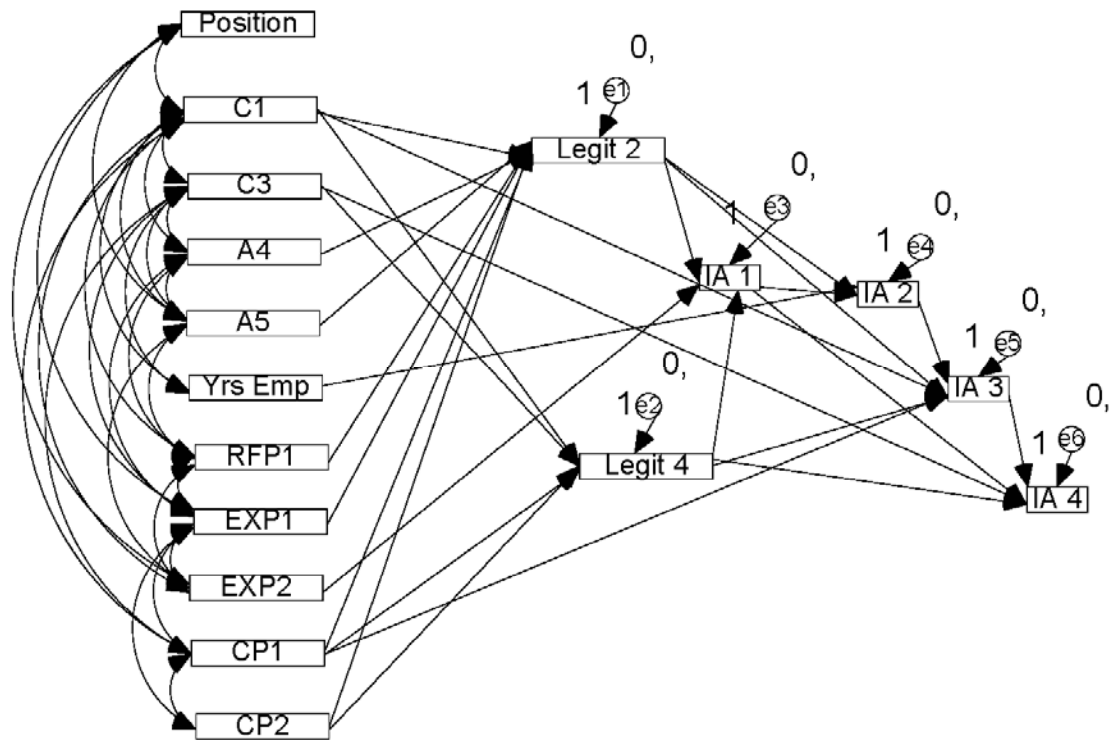 Position
C1
C3
A4
A5
Yrs Emp
RFP1
EXP1
EXP2
CP1
CP2
0,
1 e1
Legit 2
0,
1 e3
IA 1
0,
1 e4
IA 2
0,
1 e2
Legit 4
0,
1 e5
IA 3
0,
1 e6
IA 4